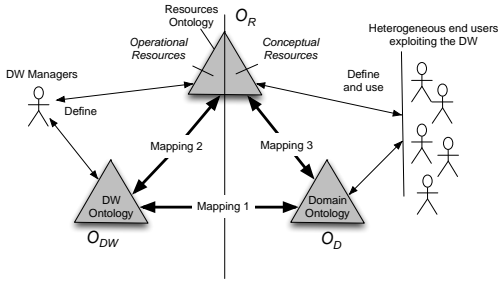 Resources
Ontology
O_R
Operational
Resources
Conceptual
Resources
Heterogeneous end users
exploiting the DW
DW Managers
Define
Define
and use
Mapping 2
Mapping 3
DW
Ontology
Mapping 1
Domain
Ontology
O_DW
O_D